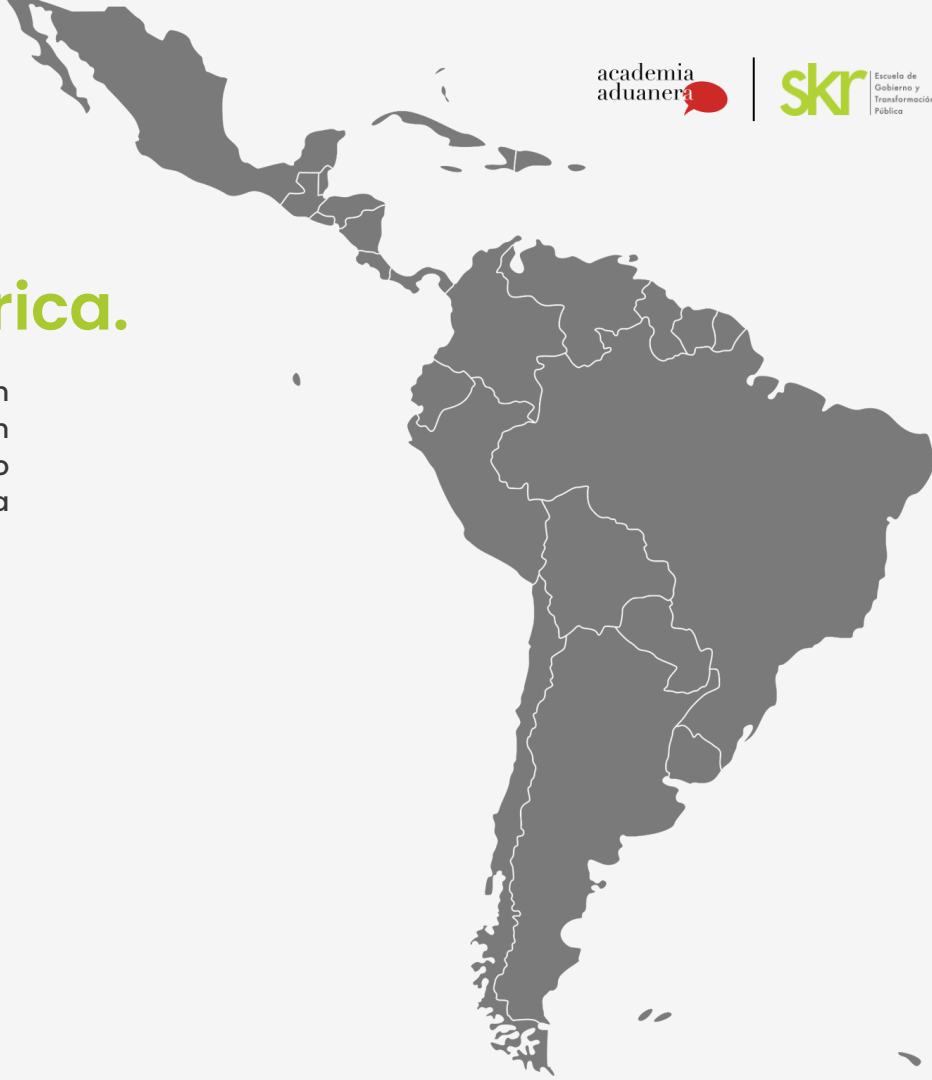 academia
aduanera
skr
Escuela de
Gobierno y
Transformación
Pública
rica.
n
n
o
a